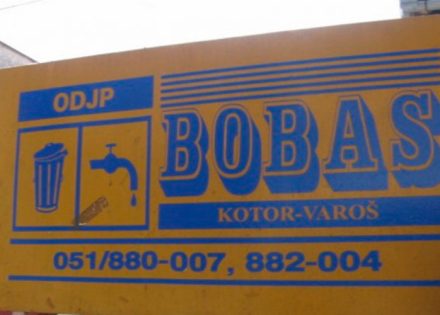 ODJP
BOBAS
KOTOR-VAROŠ
051/880-007, 882-004